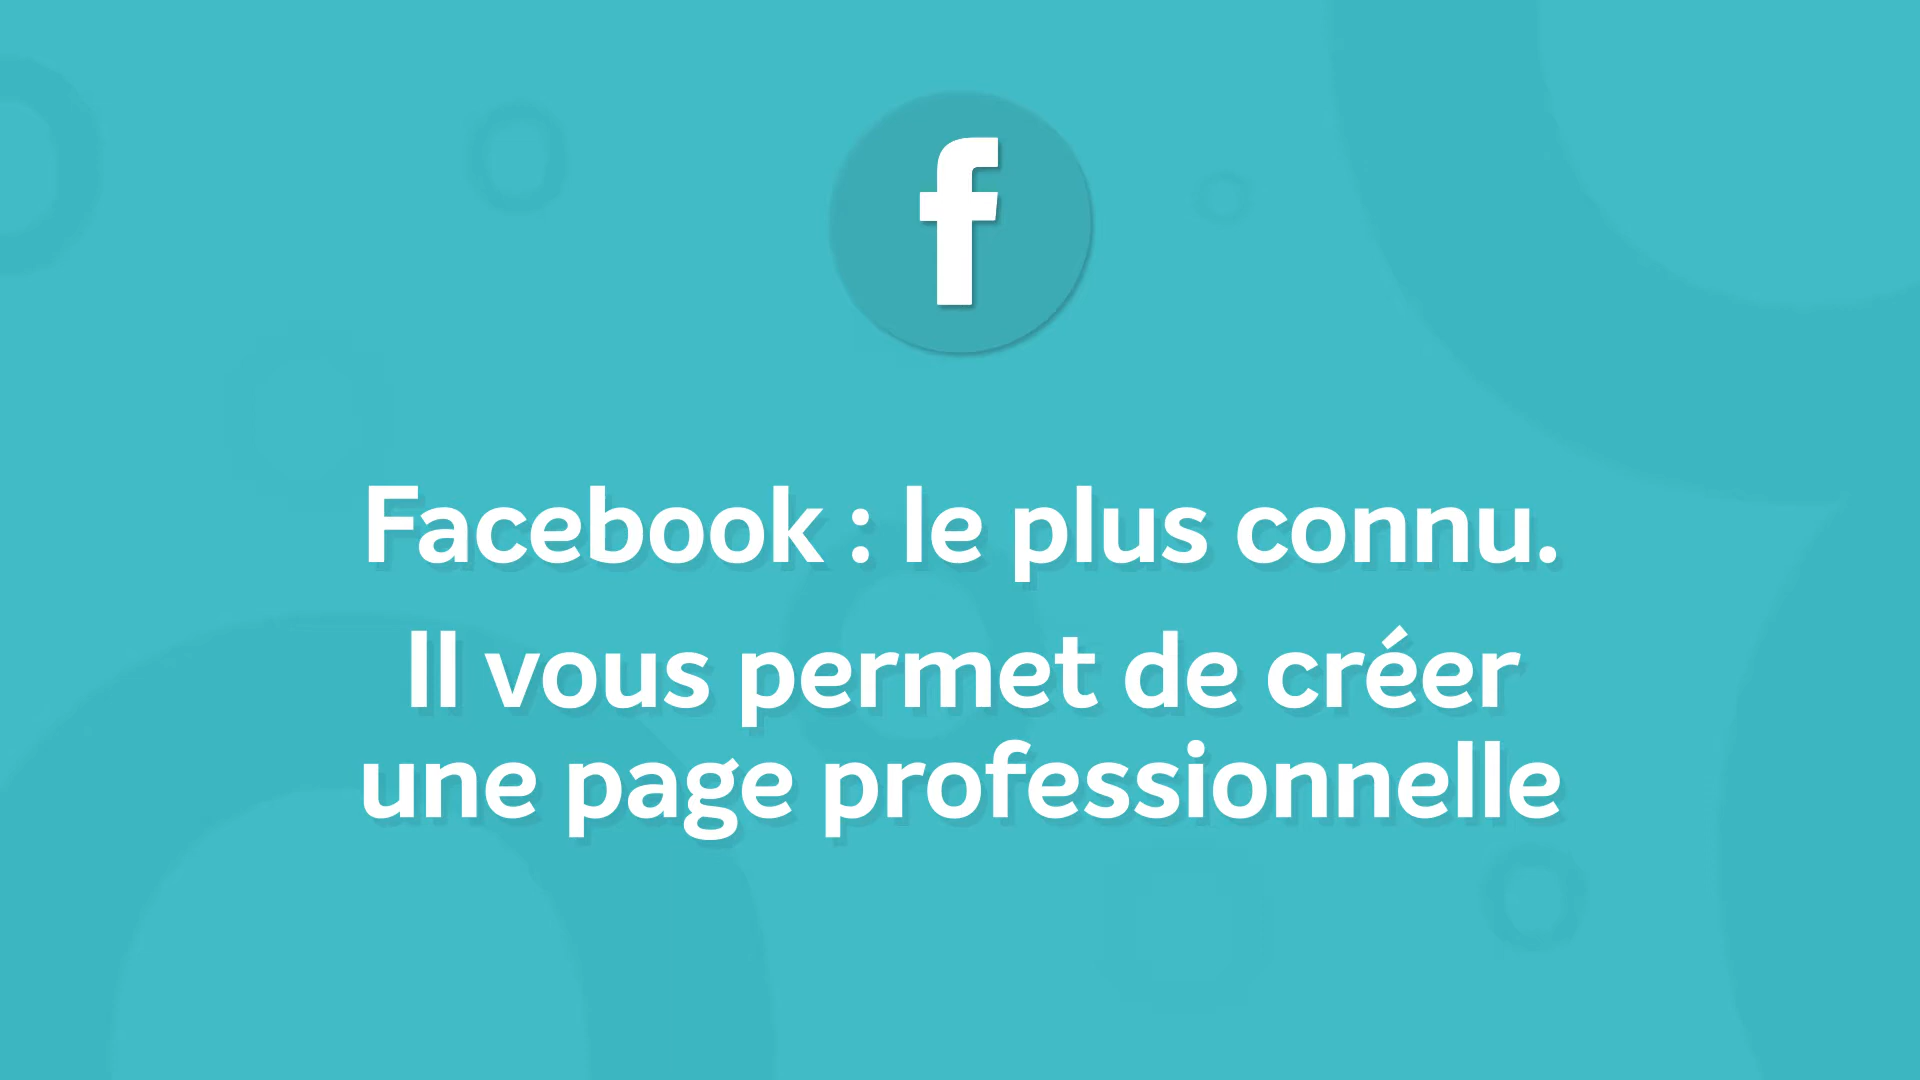 Facebook : le plus connu.
Il vous permet de créer
une page professionnelle